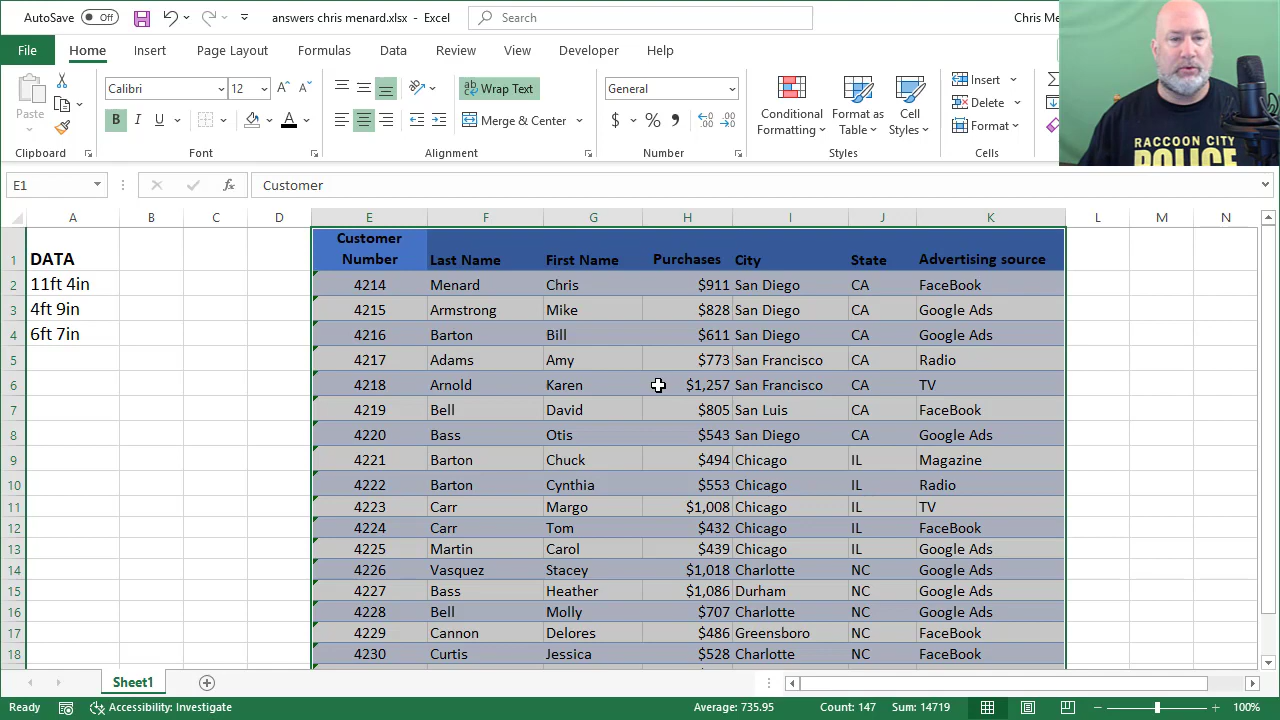 AutoSave Off answers chris menard.xlsx - Excel Search Chris Me
File Home Insert Page Layout Formulas Data Review View Developer Help
Paste Calibri 12 Wrap Text General Conditional Formatting Format as Table Cell Styles Insert
B I U Merge & Center $ % Delete
Format
Clipboard Font Alignment Number Styles Cells
RACCOON CITY
POLICE
E1 fx Customer
A B C D E F G H I J K L M N
1 DATA Customer Number Last Name First Name Purchases City State Advertising source
2 11ft 4in 4214 Menard Chris $911 San Diego CA FaceBook
3 4ft 9in 4215 Armstrong Mike $828 San Diego CA Google Ads
4 6ft 7in 4216 Barton Bill $611 San Diego CA Google Ads
5 4217 Adams Amy $773 San Francisco CA Radio
6 4218 Arnold Karen $1,257 San Francisco CA TV
7 4219 Bell David $805 San Luis CA FaceBook
8 4220 Bass Otis $543 San Diego CA Google Ads
9 4221 Barton Chuck $494 Chicago IL Magazine
10 4222 Barton Cynthia $553 Chicago IL Radio
11 4223 Carr Margo $1,008 Chicago IL TV
12 4224 Carr Tom $432 Chicago IL FaceBook
13 4225 Martin Carol $439 Chicago IL Google Ads
14 4226 Vasquez Stacey $1,018 Charlotte NC Google Ads
15 4227 Bass Heather $1,086 Durham NC Google Ads
16 4228 Bell Molly $707 Charlotte NC Google Ads
17 4229 Cannon Delores $486 Greensboro NC FaceBook
18 4230 Curtis Jessica $528 Charlotte NC FaceBook
Sheet1
Ready Accessibility: Investigate Average: 735.95 Count: 147 Sum: 14719 100%